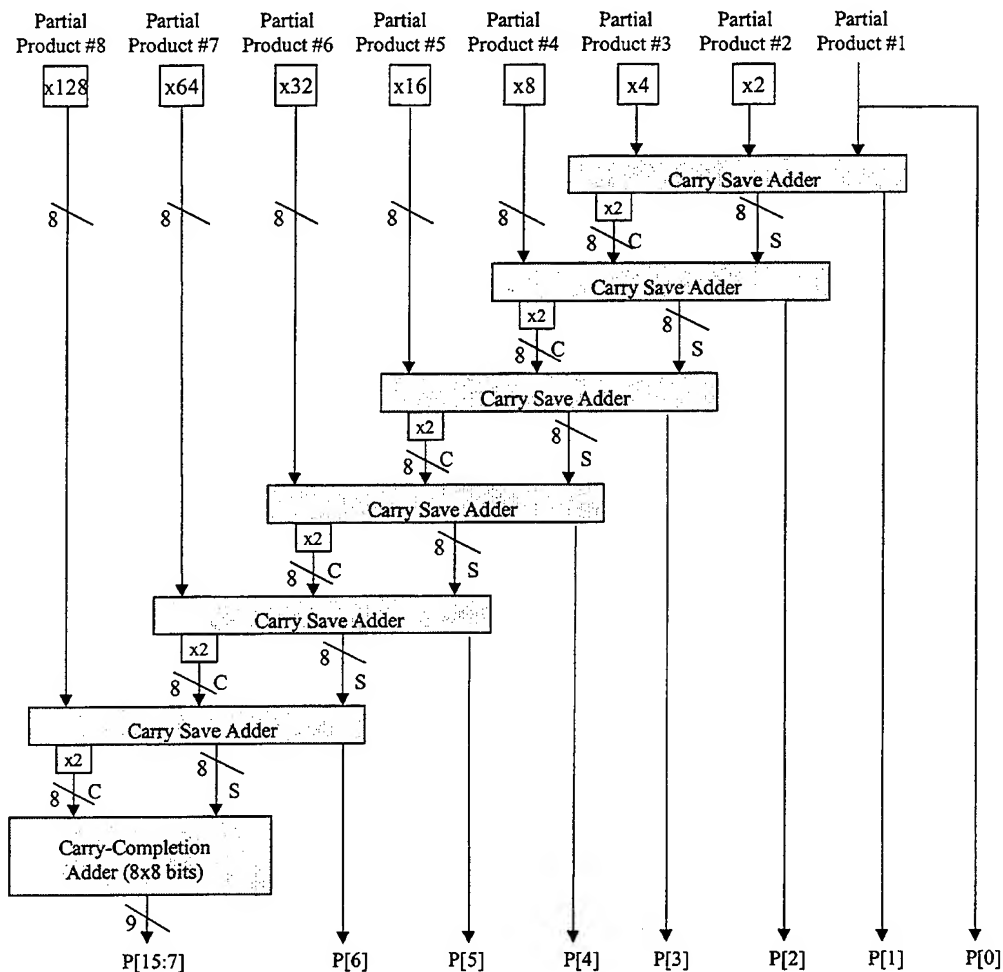 Partial Product #8
Partial Product #7
Partial Product #6
Partial Product #5
Partial Product #4
Partial Product #3
Partial Product #2
Partial Product #1
x128
x64
x32
x16
x8
x4
x2
Carry Save Adder
8
8
8
8
8
x2
8
C
8
S
Carry Save Adder
x2
8
C
8
S
Carry Save Adder
x2
8
C
8
S
Carry Save Adder
x2
8
C
8
S
Carry Save Adder
x2
8
C
8
S
Carry Save Adder
x2
8
C
8
S
Carry-Completion
Adder (8x8 bits)
9
P[15:7]
P[6]
P[5]
P[4]
P[3]
P[2]
P[1]
P[0]